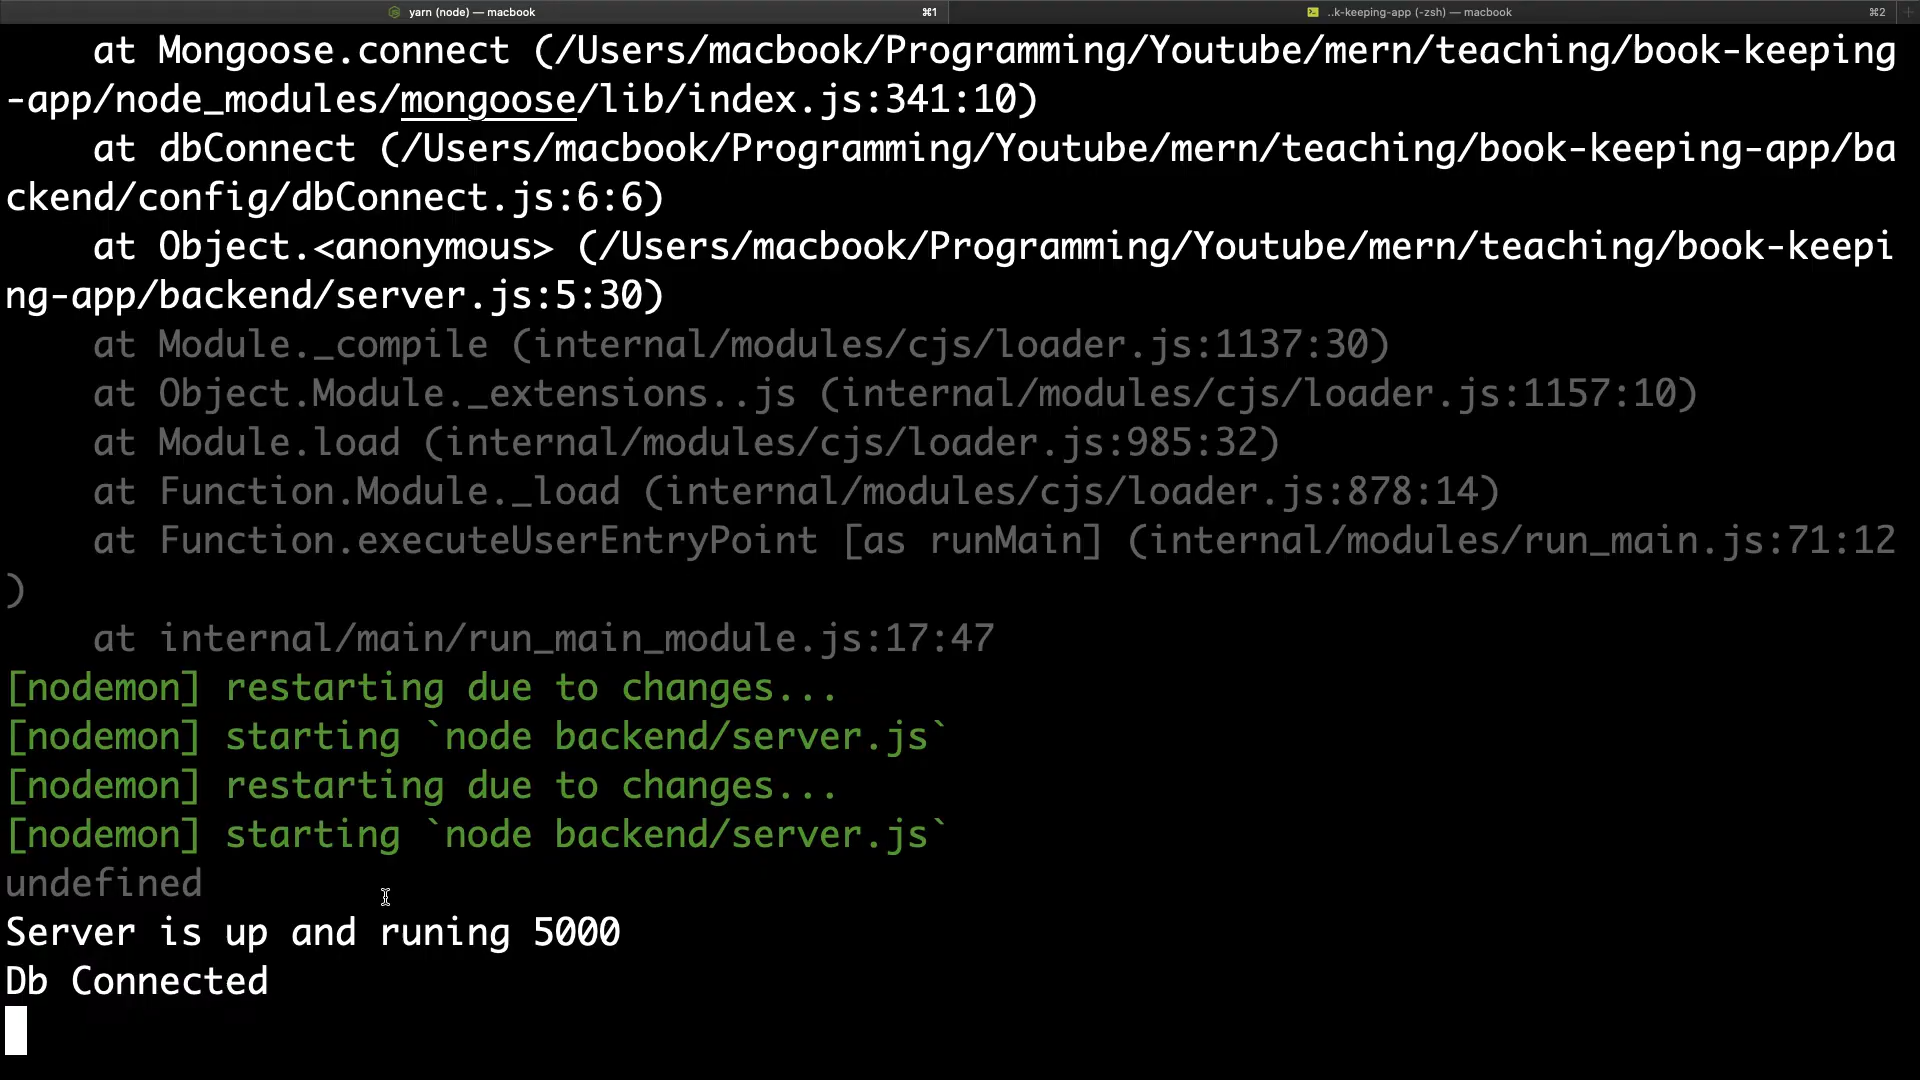 yarn (node) — macbook ⌘1 ..k-keeping-app (-zsh) — macbook ⌘2
at Mongoose.connect (/Users/macbook/Programming/Youtube/mern/teaching/book-keeping
-app/node_modules/mongoose/lib/index.js:341:10)
at dbConnect (/Users/macbook/Programming/Youtube/mern/teaching/book-keeping-app/ba
ckend/config/dbConnect.js:6:6)
at Object.<anonymous> (/Users/macbook/Programming/Youtube/mern/teaching/book-keepi
ng-app/backend/server.js:5:30)
at Module._compile (internal/modules/cjs/loader.js:1137:30)
at Object.Module._extensions..js (internal/modules/cjs/loader.js:1157:10)
at Module.load (internal/modules/cjs/loader.js:985:32)
at Function.Module._load (internal/modules/cjs/loader.js:878:14)
at Function.executeUserEntryPoint [as runMain] (internal/modules/run_main.js:71:12
)
at internal/main/run_main_module.js:17:47
[nodemon] restarting due to changes...
[nodemon] starting `node backend/server.js`
[nodemon] restarting due to changes...
[nodemon] starting `node backend/server.js`
undefined
Server is up and runing 5000
Db Connected